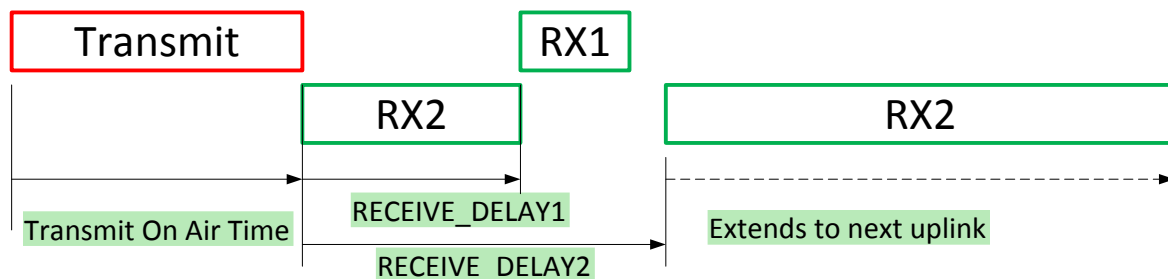 Transmit
RX1
RX2
RX2
RECEIVE_DELAY1
Transmit On Air Time
Extends to next uplink
RECEIVE_DELAY2